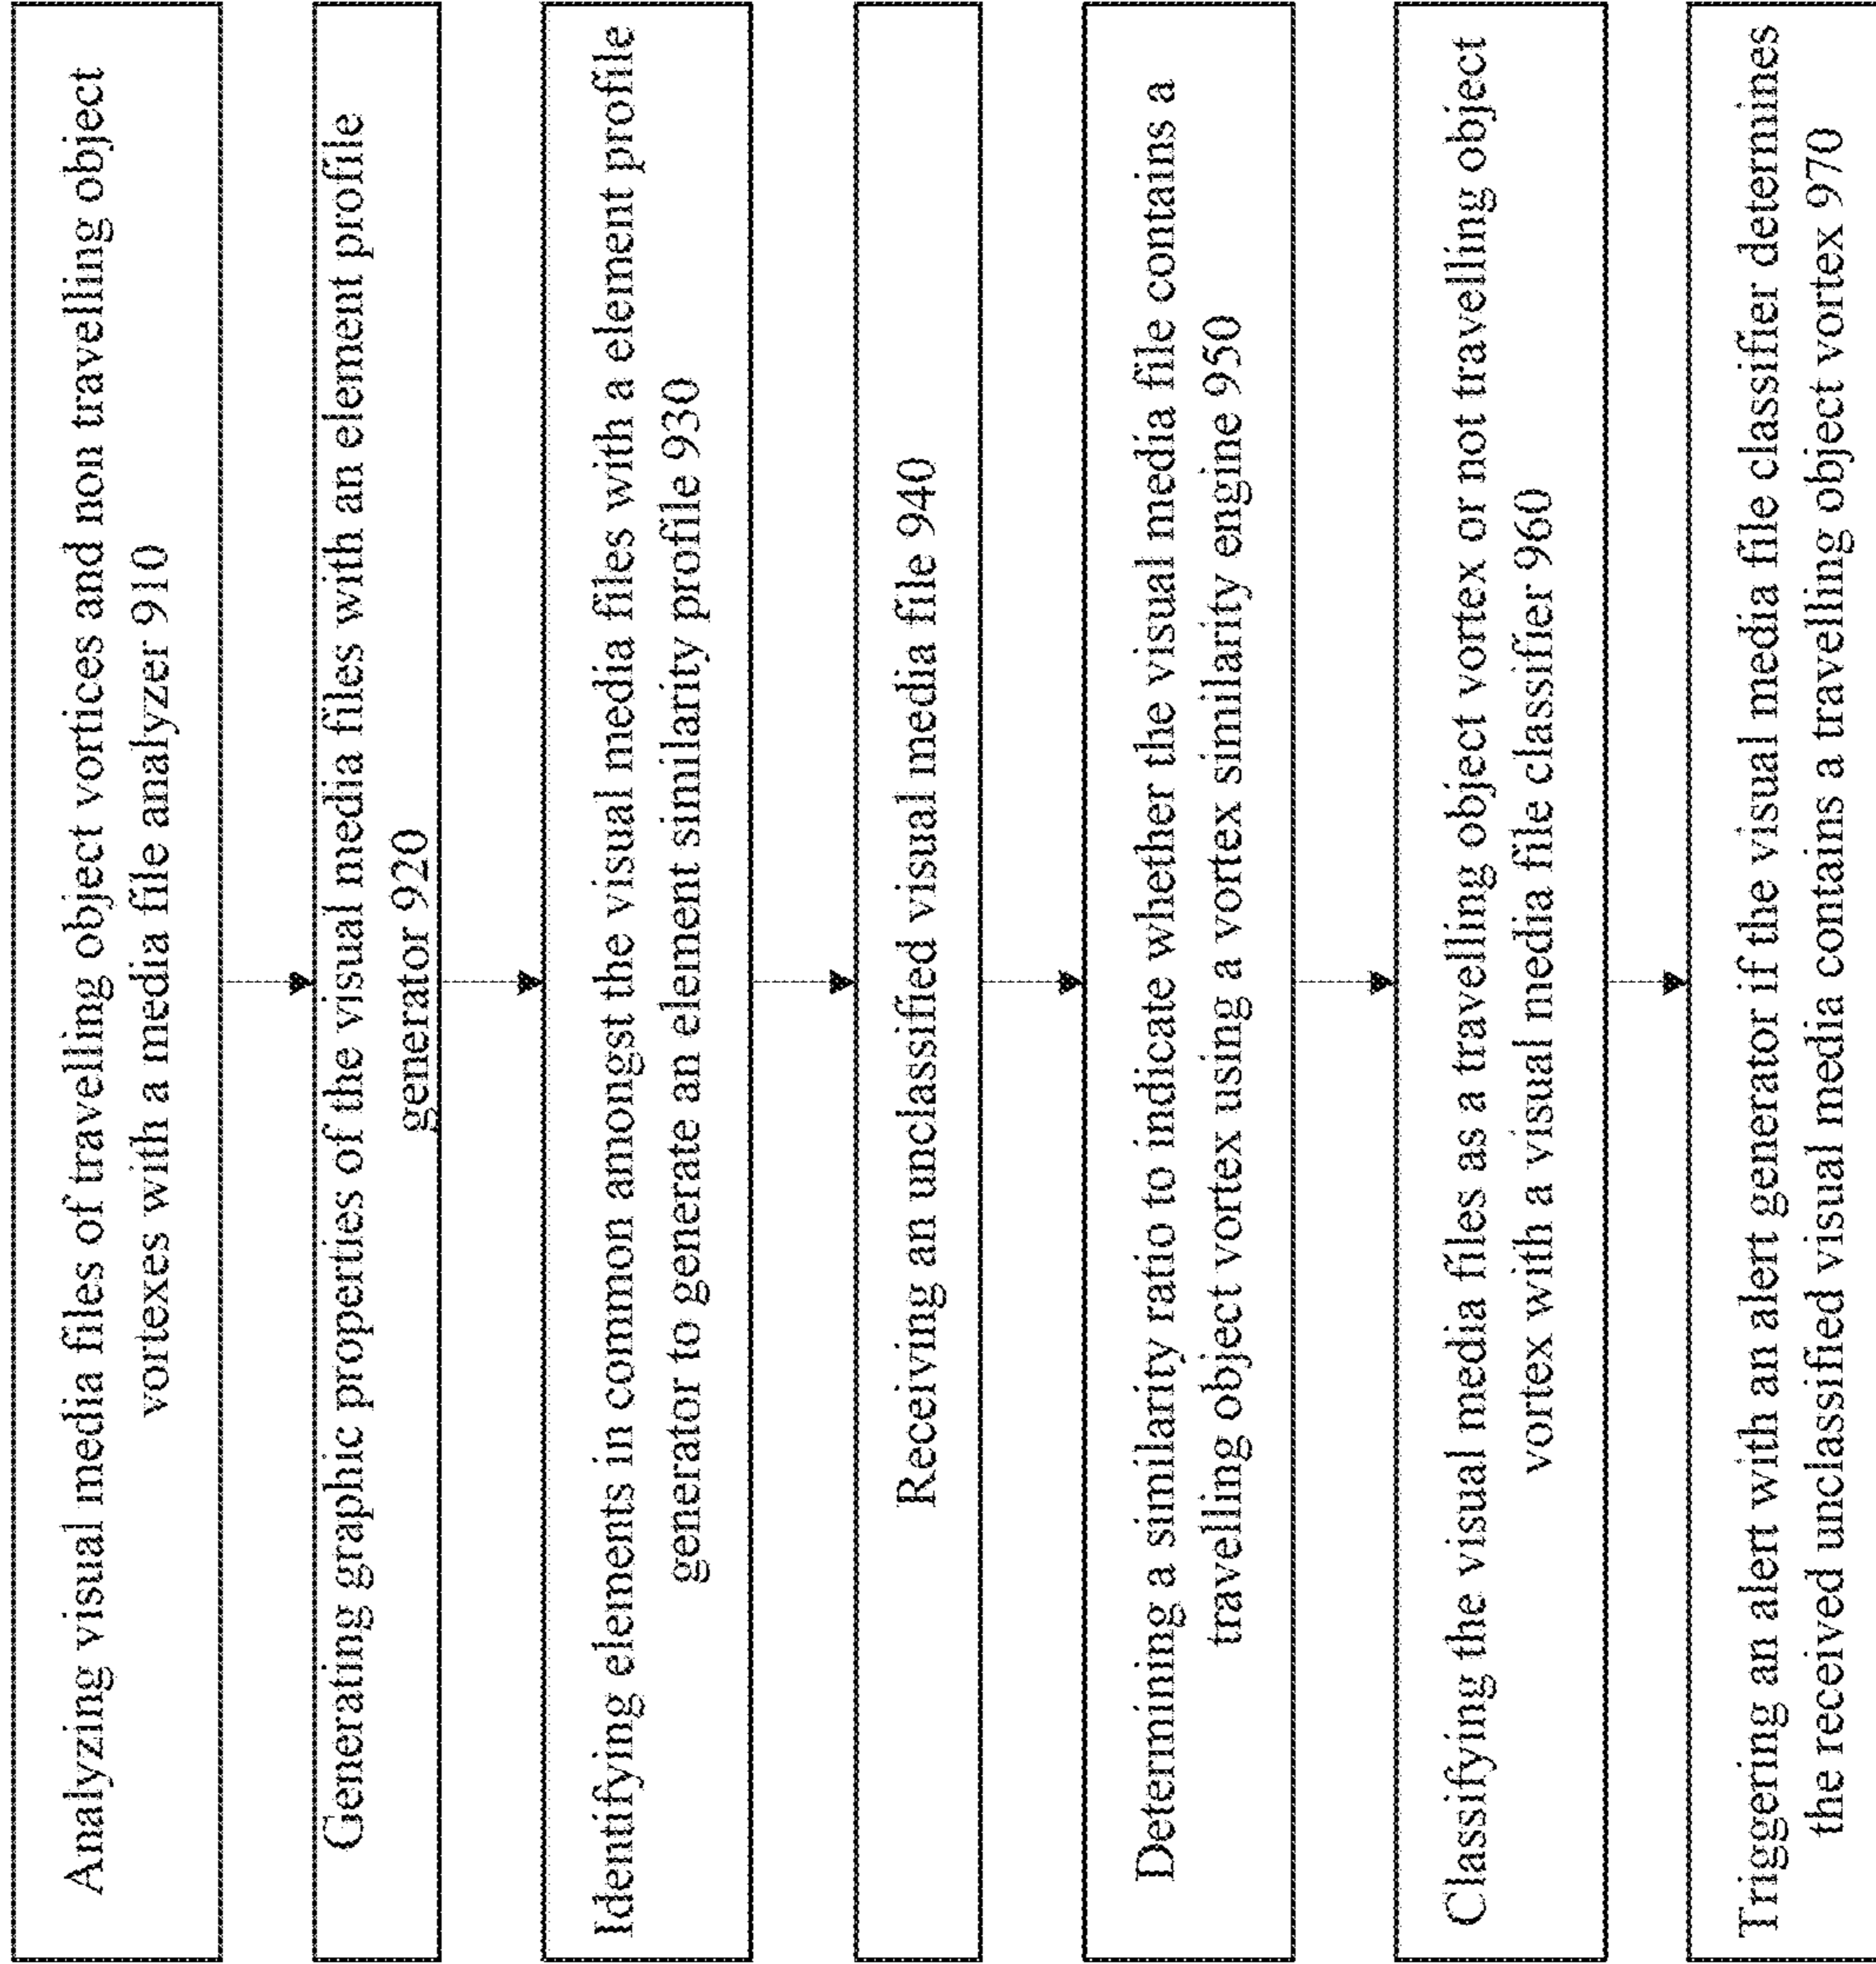 Analyzing visual media files of travelling object vortices and non travelling object
vortexes with a media file analyzer 910
Generating graphic properties of the visual media files with an element profile
generator 920
Identifying elements in common amongst the visual media files with a element profile
generator to generate an element similarity profile 930
Receiving an unclassified visual media file 940
Determining a similarity ratio to indicate whether the visual media file contains a
travelling object vortex using a vortex similarity engine 950
Classifying the visual media files as a travelling object vortex or not travelling object
vortex with a visual media file classifier 960
Triggering an alert with an alert generator if the visual media file classifier determines
the received unclassified visual media contains a travelling object vortex 970